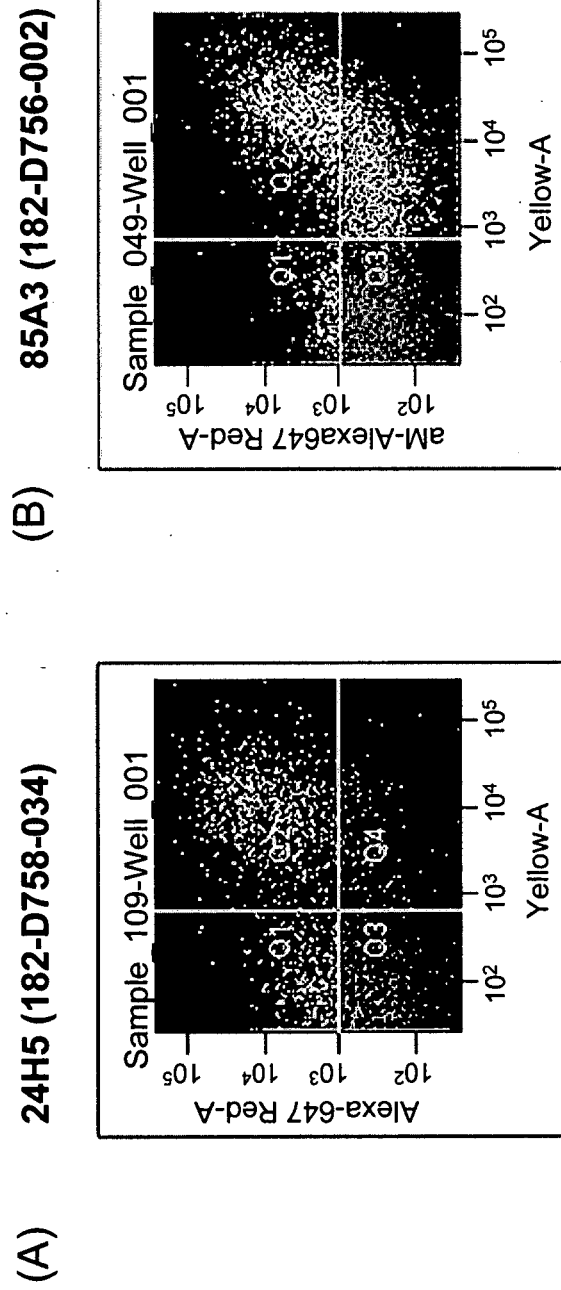 (A)
24H5 (182-D758-034)
Sample_109-Well_001
Alexa-647 Red-A
10⁵
10⁴
10³
10²
Q1
Q3
Q4
10²
10³
10⁴
10⁵
Yellow-A
(B)
85A3 (182-D756-002)
Sample_049-Well_001
aM-Alexa647 Red-A
10⁵
10⁴
10³
10²
Q1
Q2
Q3
10²
10³
10⁴
10⁵
Yellow-A